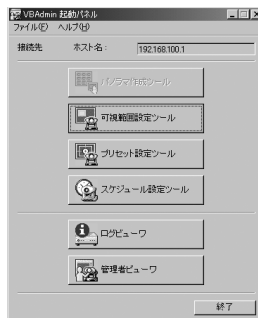 VBAdmin 起動パネル
ファイル(F) ヘルプ(H)
接続先 ホスト名： 192.168.100.1
パノラマ作成ツール
可視範囲設定ツール
プリセット設定ツール
スケジュール設定ツール
ログビューワ
管理者ビューワ
終了